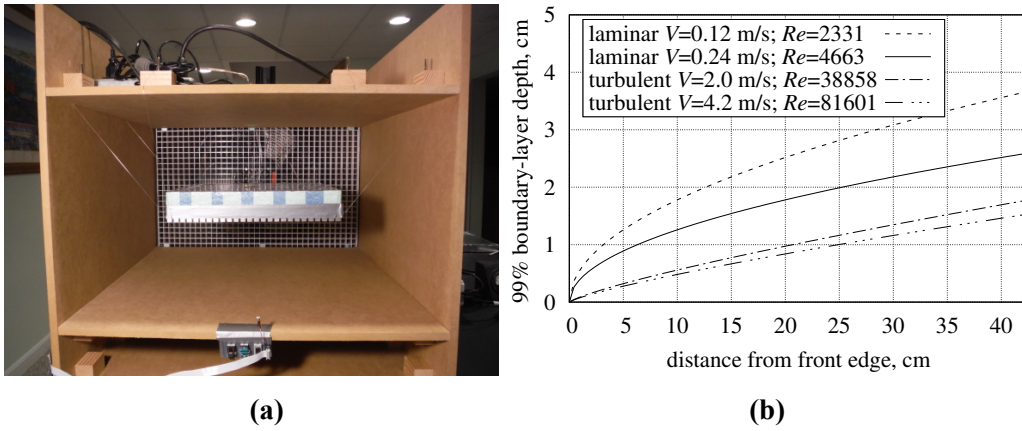 5
4
3
2
1
0
99% boundary-layer depth, cm
laminar V=0.12 m/s; Re=2331
laminar V=0.24 m/s; Re=4663
turbulent V=2.0 m/s; Re=38858
turbulent V=4.2 m/s; Re=81601
0 5 10 15 20 25 30 35 40
distance from front edge, cm
(a) (b)